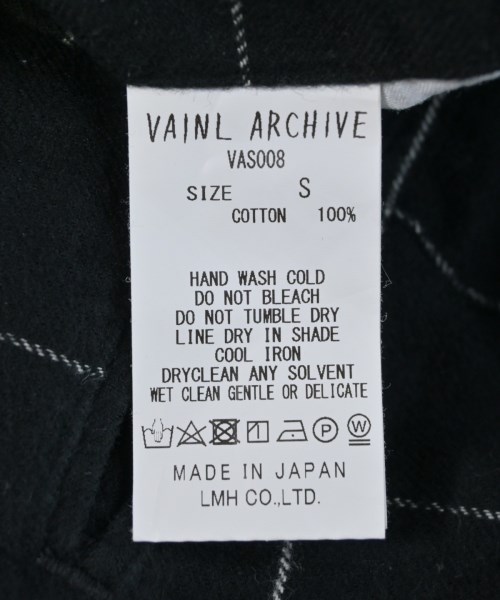 VAINL ARCHIVE
VAS008
SIZE S
COTTON 100%
HAND WASH COLD
DO NOT BLEACH
DO NOT TUMBLE DRY
LINE DRY IN SHADE
COOL IRON
DRYCLEAN ANY SOLVENT
WET CLEAN GENTLE OR DELICATE
P W
MADE IN JAPAN
LMH CO.,LTD.